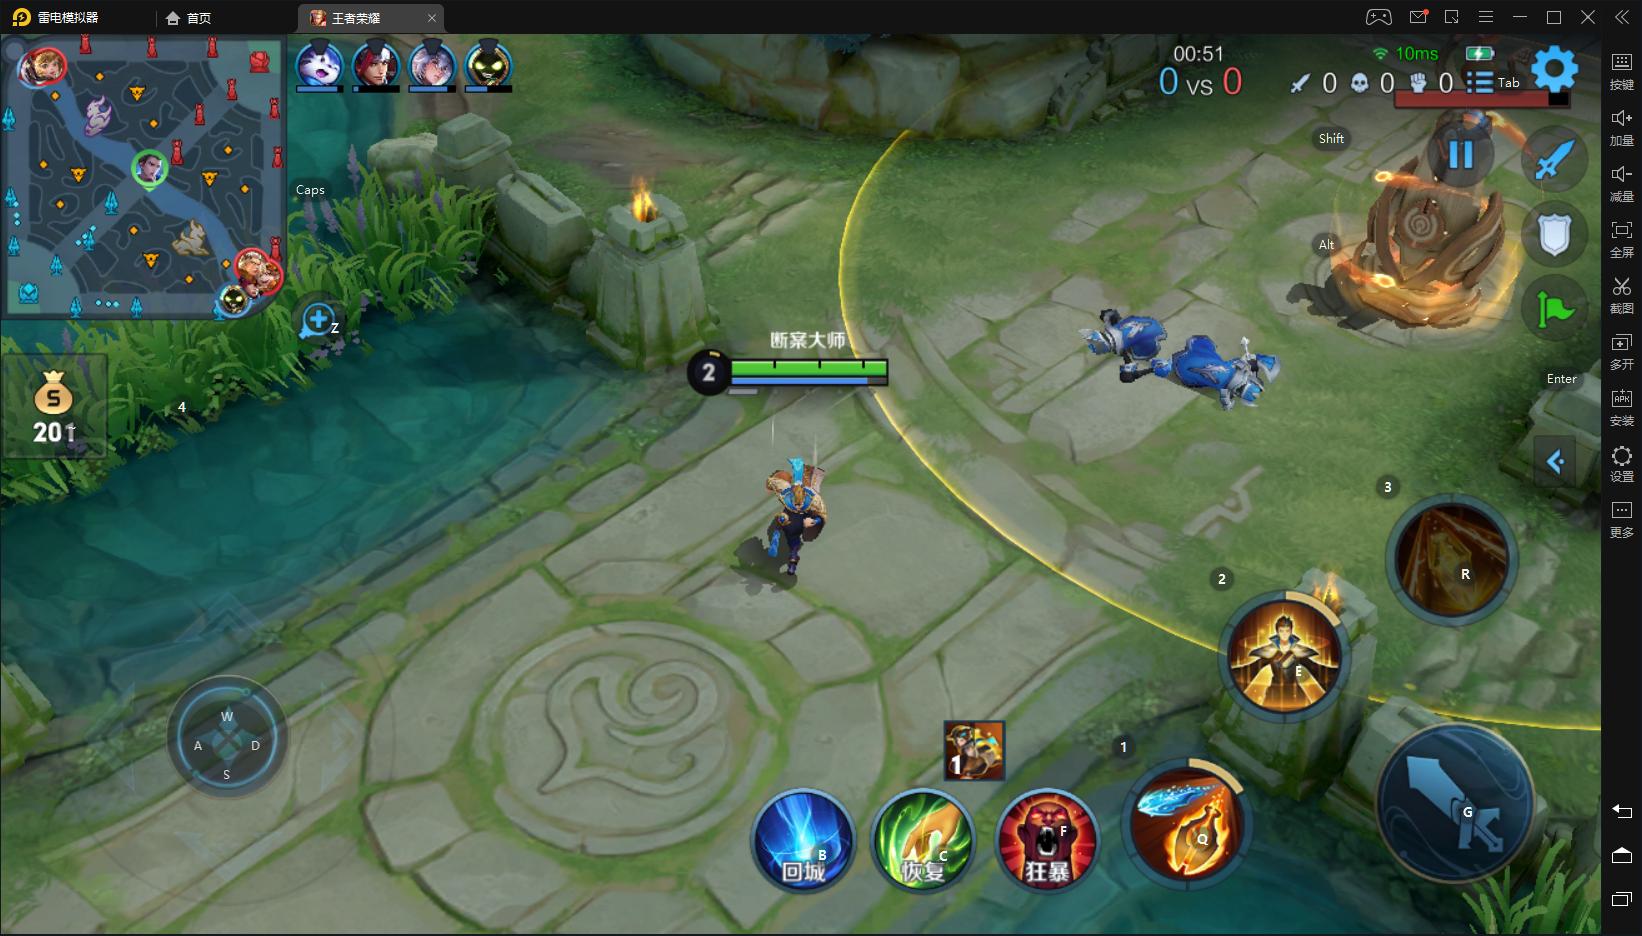 雷电模拟器
首页
王者荣耀
00:51
10ms
0 VS 0
0
0
0
Tab
按键
加量
减量
全屏
截图
多开
安装
设置
更多
Shift
Caps
Alt
Z
断案大师
2
Enter
S
201
4
3
R
2
E
W
A
D
S
1
1
G
Q
F
B
C
回城
恢复
狂暴
APK